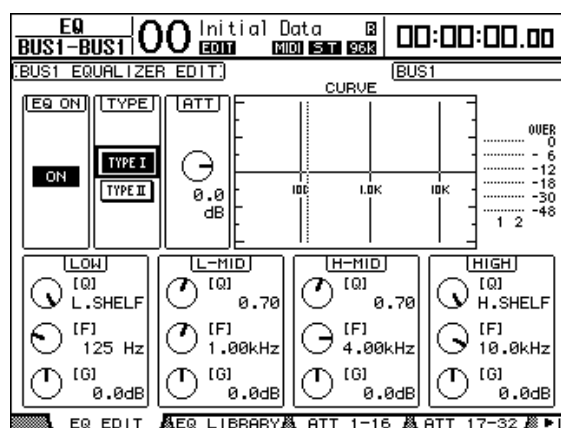 EQ
BUS1-BUS1
00
Initial Data R
EDIT MIDI ST 96K
00:00:00.00
BUS1 EQUALIZER EDIT
BUS1
EQ ON
TYPE
ATT
CURVE
ON
TYPE I
TYPE II
0.0
dB
100 1.0K 10K
OVER
0
- 6
-12
-18
-30
-48
1 2
LOW
[Q]
L.SHELF
[F]
125 Hz
[G]
0.0dB
L-MID
[Q]
0.70
[F]
1.00kHz
[G]
0.0dB
H-MID
[Q]
0.70
[F]
4.00kHz
[G]
0.0dB
HIGH
[Q]
H.SHELF
[F]
10.0kHz
[G]
0.0dB
EQ EDIT EQ LIBRARY ATT 1-16 ATT 17-32